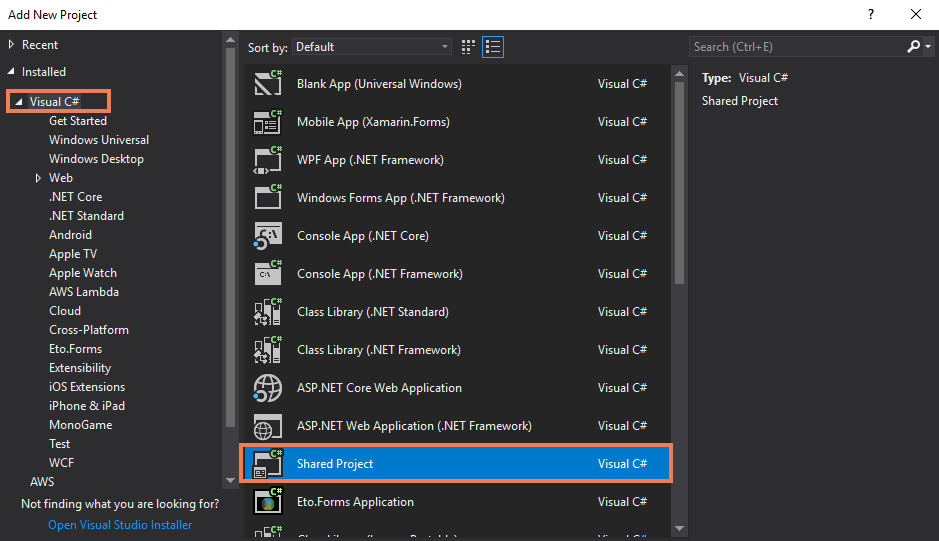 Add New Project
?
Recent
Installed
Visual C#
Get Started
Windows Universal
Windows Desktop
Web
.NET Core
.NET Standard
Android
Apple TV
Apple Watch
AWS Lambda
Cloud
Cross-Platform
Eto.Forms
Extensibility
iOS Extensions
iPhone & iPad
MonoGame
Test
WCF
AWS
Not finding what you are looking for?
Open Visual Studio Installer
Sort by: Default
C# Blank App (Universal Windows) Visual C#
C# Mobile App (Xamarin.Forms) Visual C#
C# WPF App (.NET Framework) Visual C#
C# Windows Forms App (.NET Framework) Visual C#
C# Console App (.NET Core) Visual C#
C# Console App (.NET Framework) Visual C#
C# Class Library (.NET Standard) Visual C#
C# Class Library (.NET Framework) Visual C#
ASP.NET Core Web Application Visual C#
C# ASP.NET Web Application (.NET Framework) Visual C#
C# Shared Project Visual C#
C# Eto.Forms Application Visual C#
Search (Ctrl+E)
Type: Visual C#
Shared Project